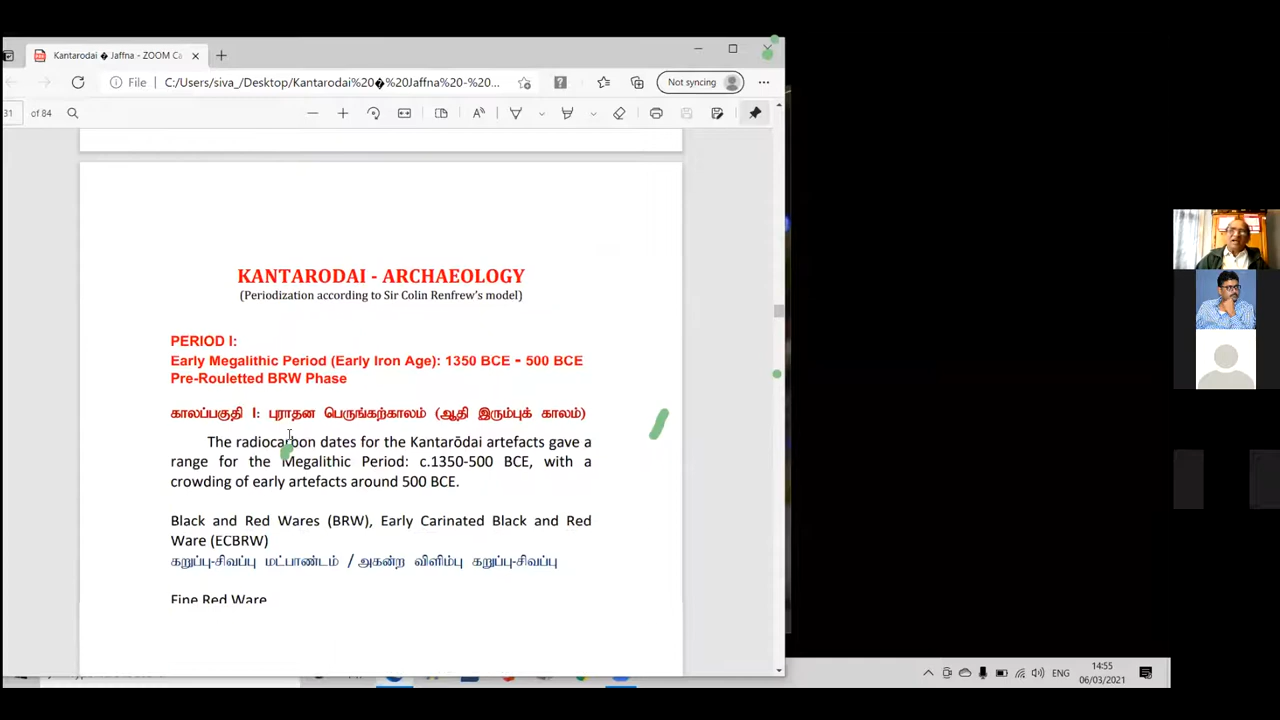 Kantarodai � Jaffna - ZOOM Ca
File
C:/Users/siva_/Desktop/Kantarodai%20�%20Jaffna%20-%20...
Not syncing
31 of 84
KANTARODAI - ARCHAEOLOGY
(Periodization according to Sir Colin Renfrew's model)
PERIOD I:
Early Megalithic Period (Early Iron Age): 1350 BCE - 500 BCE
Pre-Rouletted BRW Phase
காலப்பகுதி I: புராதன பெருங்கற்காலம் (ஆதி இரும்புக் காலம்)
The radiocarbon dates for the Kantarōdai artefacts gave a
range for the Megalithic Period: c.1350-500 BCE, with a
crowding of early artefacts around 500 BCE.
Black and Red Wares (BRW), Early Carinated Black and Red
Ware (ECBRW)
கறுப்பு-சிவப்பு மட்பாண்டம் / அகன்ற விளிம்பு கறுப்பு-சிவப்பு
Fine Red Ware
ENG
14:55
06/03/2021